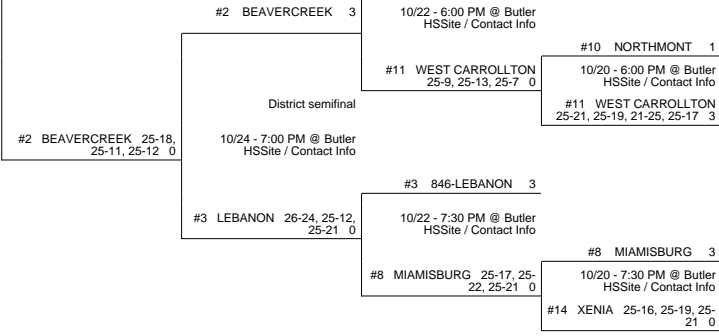 #2 BEAVERCREEK 3
10/22 - 6:00 PM @ Butler
HSSite / Contact Info
#10 NORTHMONT 1
#11 WEST CARROLLTON
25-9, 25-13, 25-7 0
10/20 - 6:00 PM @ Butler
HSSite / Contact Info
District semifinal
#11 WEST CARROLLTON
25-21, 25-19, 21-25, 25-17 3
#2 BEAVERCREEK 25-18,
25-11, 25-12 0
10/24 - 7:00 PM @ Butler
HSSite / Contact Info
#3 846-LEBANON 3
#3 LEBANON 26-24, 25-12,
25-21 0
10/22 - 7:30 PM @ Butler
HSSite / Contact Info
#8 MIAMISBURG 3
#8 MIAMISBURG 25-17, 25-
22, 25-21 0
10/20 - 7:30 PM @ Butler
HSSite / Contact Info
#14 XENIA 25-16, 25-19, 25-
21 0